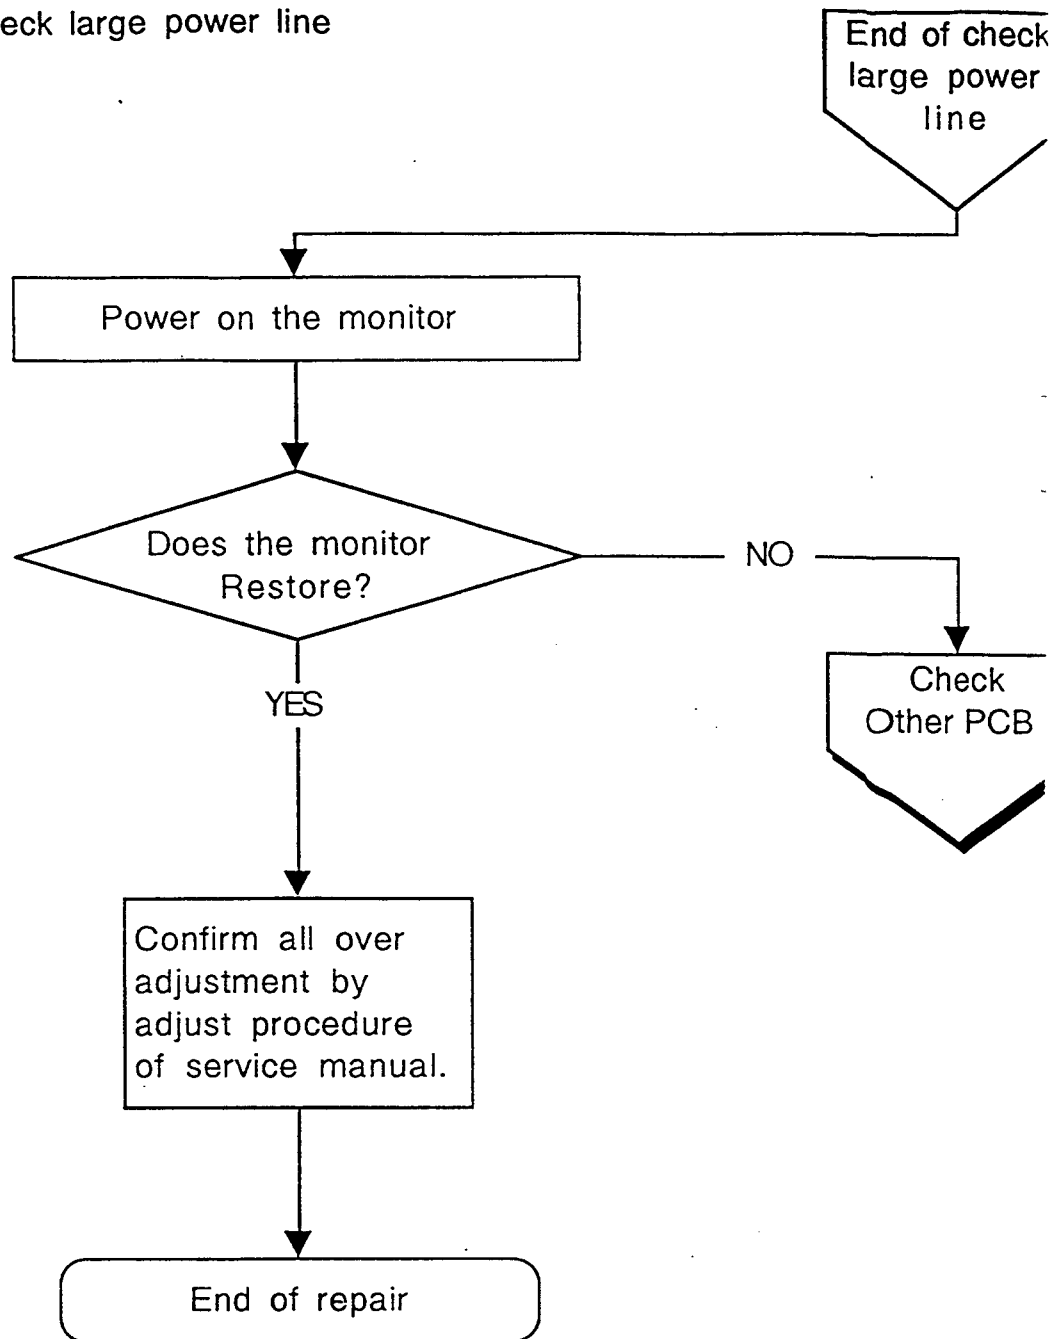 eck large power line
End of check
large power
line
Power on the monitor
Does the monitor
Restore?
NO
YES
Check
Other PCB
Confirm all over
adjustment by
adjust procedure
of service manual.
End of repair